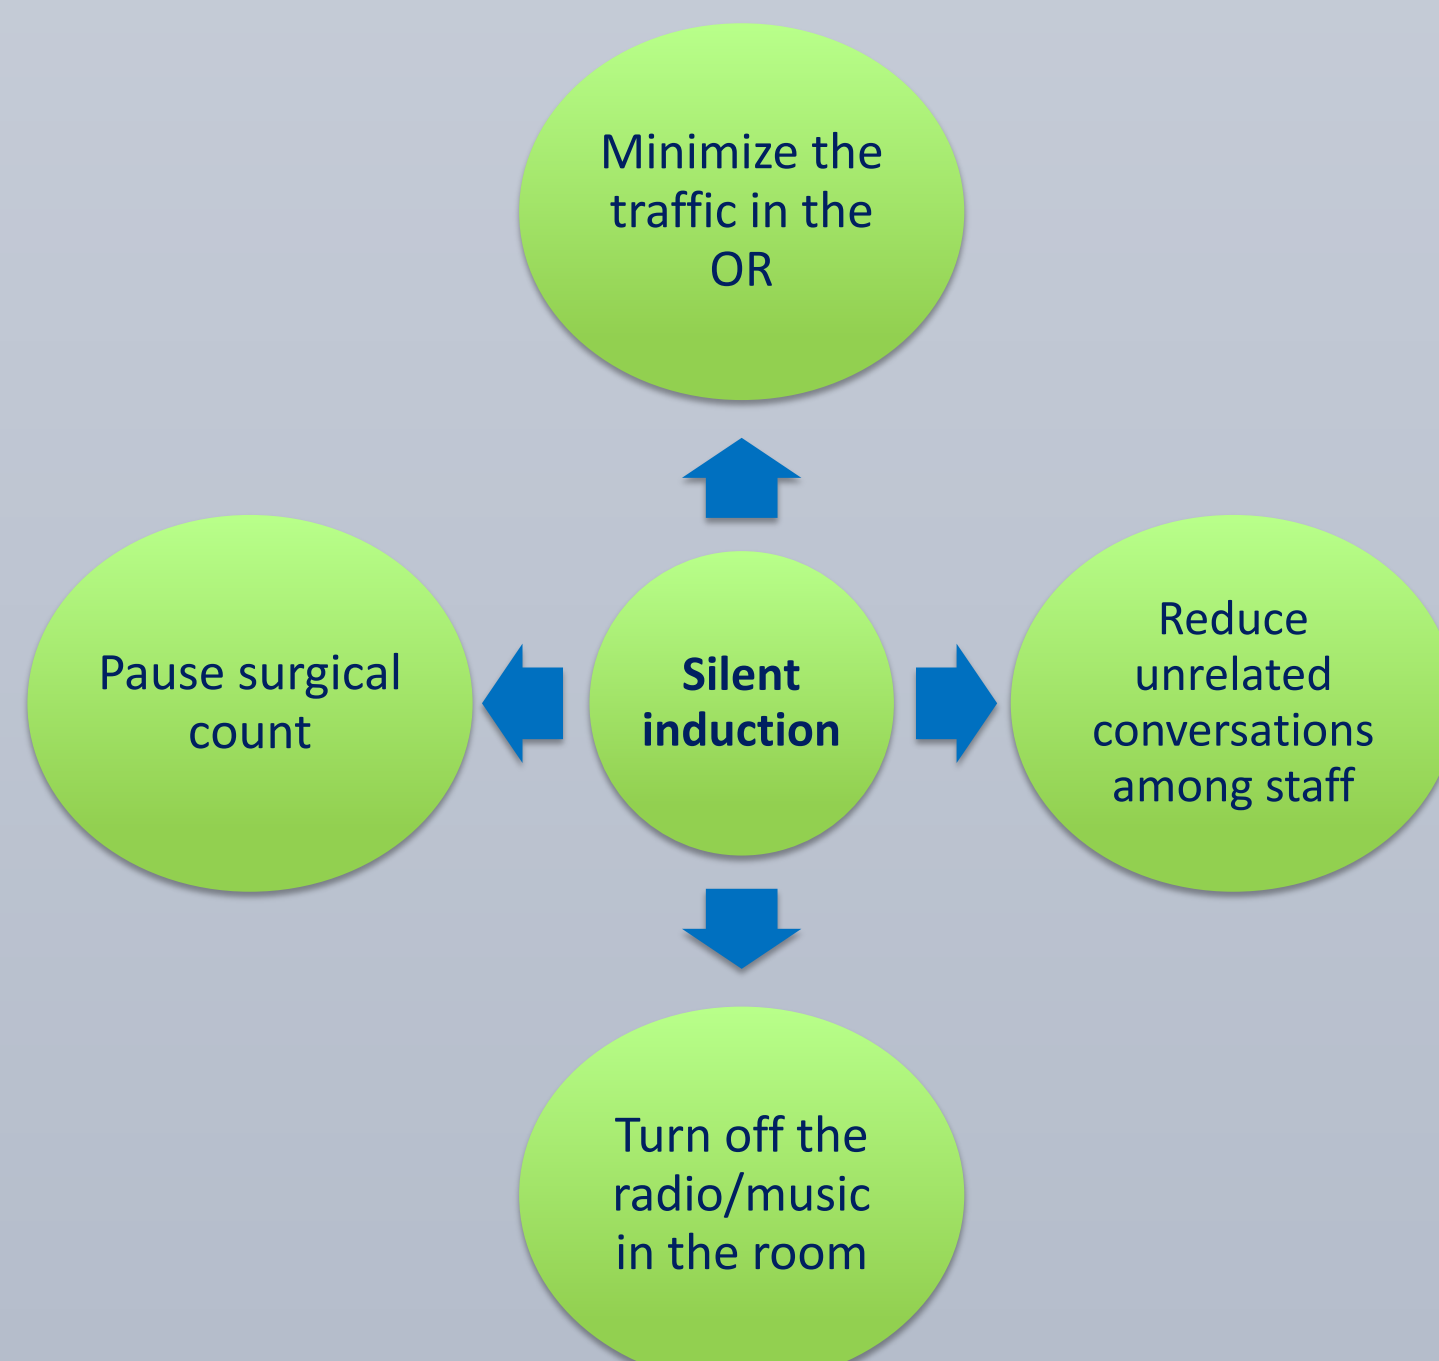 Minimize the
traffic in the
OR
Pause surgical
count
Silent
induction
Reduce
unrelated
conversations
among staff
Turn off the
radio/music
in the room